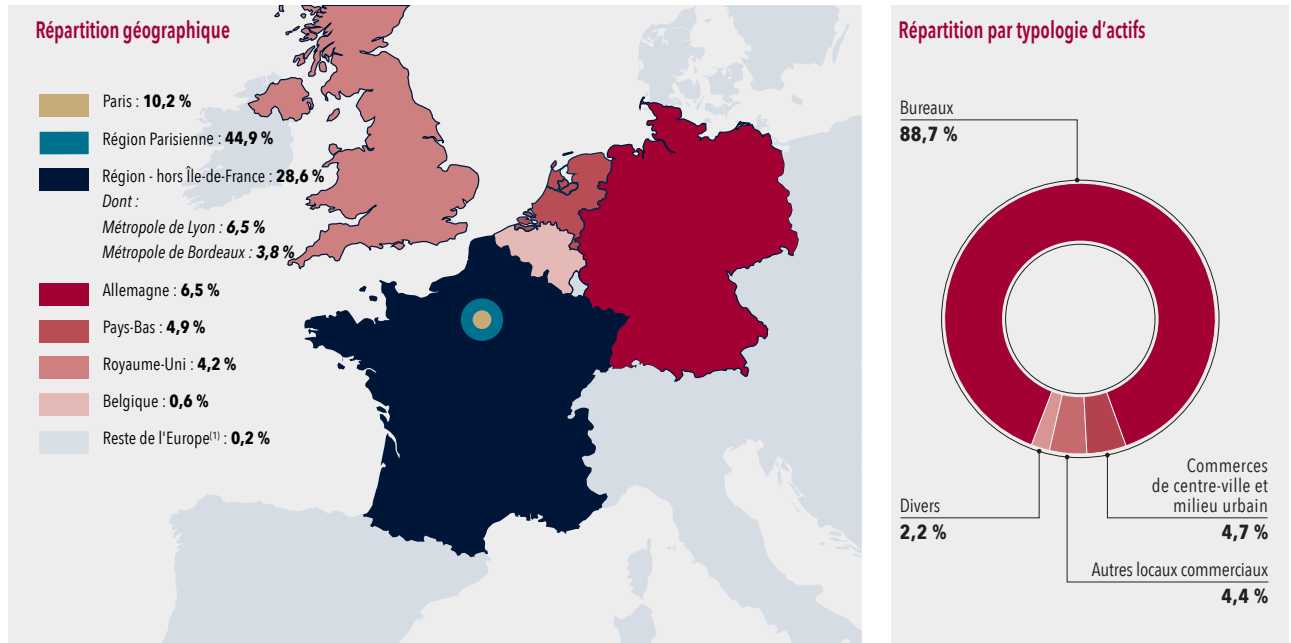 Répartition géographique
Paris : 10,2 %
Région Parisienne : 44,9 %
Région - hors Île-de-France : 28,6 %
Dont :
Métropole de Lyon : 6,5 %
Métropole de Bordeaux : 3,8 %
Allemagne : 6,5 %
Pays-Bas : 4,9 %
Royaume-Uni : 4,2 %
Belgique : 0,6 %
Reste de l'Europe(1) : 0,2 %
Répartition par typologie d'actifs
Bureaux
88,7 %
Divers
2,2 %
Commerces
de centre-ville et
milieu urbain
4,7 %
Autres locaux commerciaux
4,4 %